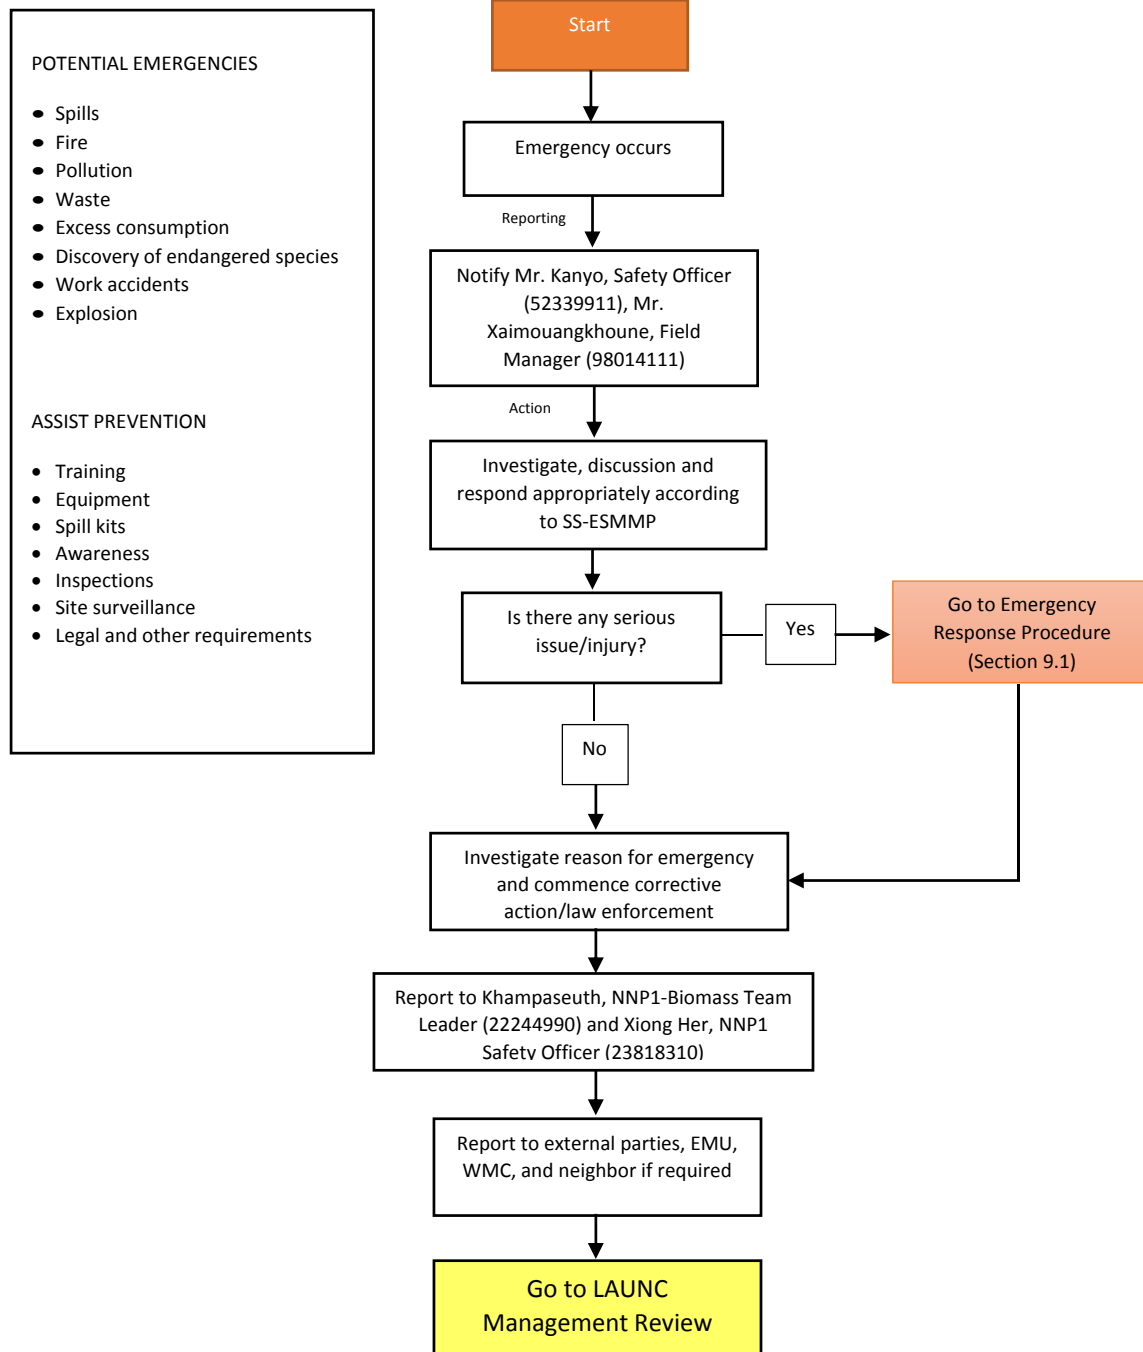 POTENTIAL EMERGENCIES
• Spills
• Fire
• Pollution
• Waste
• Excess consumption
• Discovery of endangered species
• Work accidents
• Explosion
ASSIST PREVENTION
• Training
• Equipment
• Spill kits
• Awareness
• Inspections
• Site surveillance
• Legal and other requirements
Start
Emergency occurs
Reporting
Notify Mr. Kanyo, Safety Officer
(52339911), Mr.
Xaimouangkhoune, Field
Manager (98014111)
Action
Investigate, discussion and
respond appropriately according
to SS-ESMMP
Is there any serious
issue/injury?
Yes
Go to Emergency
Response Procedure
(Section 9.1)
No
Investigate reason for emergency
and commence corrective
action/law enforcement
Report to Khampaseuth, NNP1-Biomass Team
Leader (22244990) and Xiong Her, NNP1
Safety Officer (23818310)
Report to external parties, EMU,
WMC, and neighbor if required
Go to LAUNC
Management Review